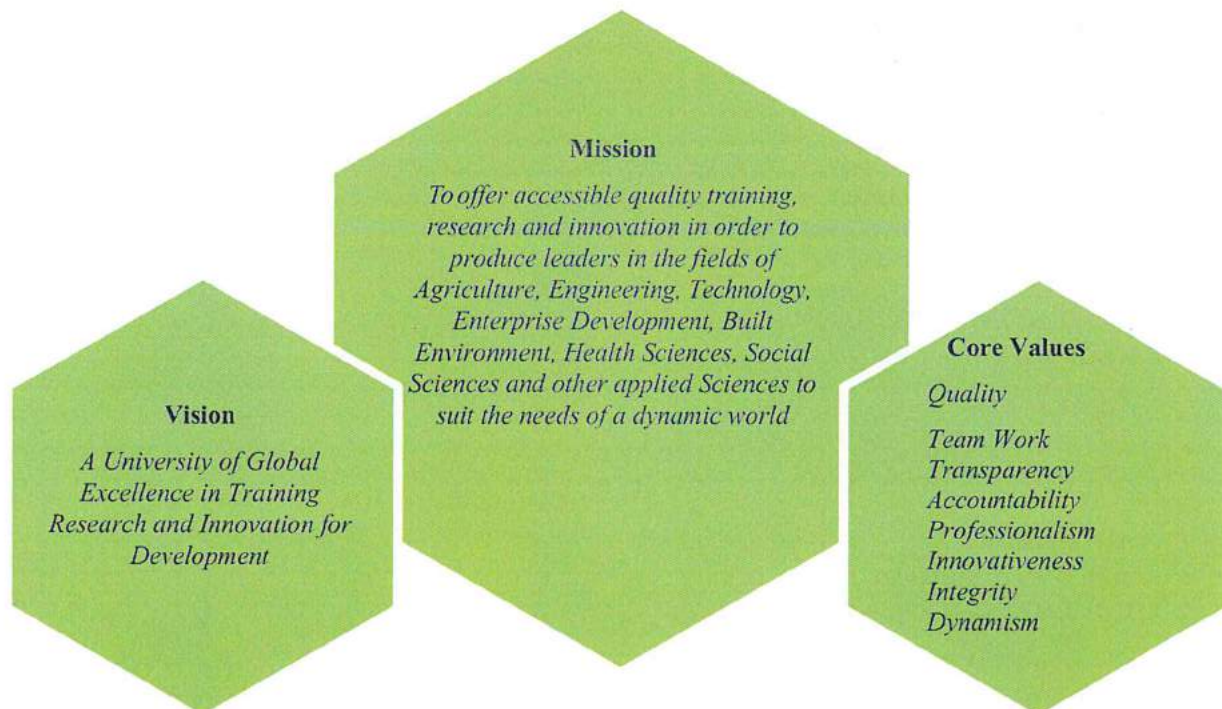 Vision
A University of Global
Excellence in Training
Research and Innovation for
Development
Mission
To offer accessible quality training,
research and innovation in order to
produce leaders in the fields of
Agriculture, Engineering, Technology,
Enterprise Development, Built
Environment, Health Sciences, Social
Sciences and other applied Sciences to
suit the needs of a dynamic world
Core Values
Quality
Team Work
Transparency
Accountability
Professionalism
Innovativeness
Integrity
Dynamism